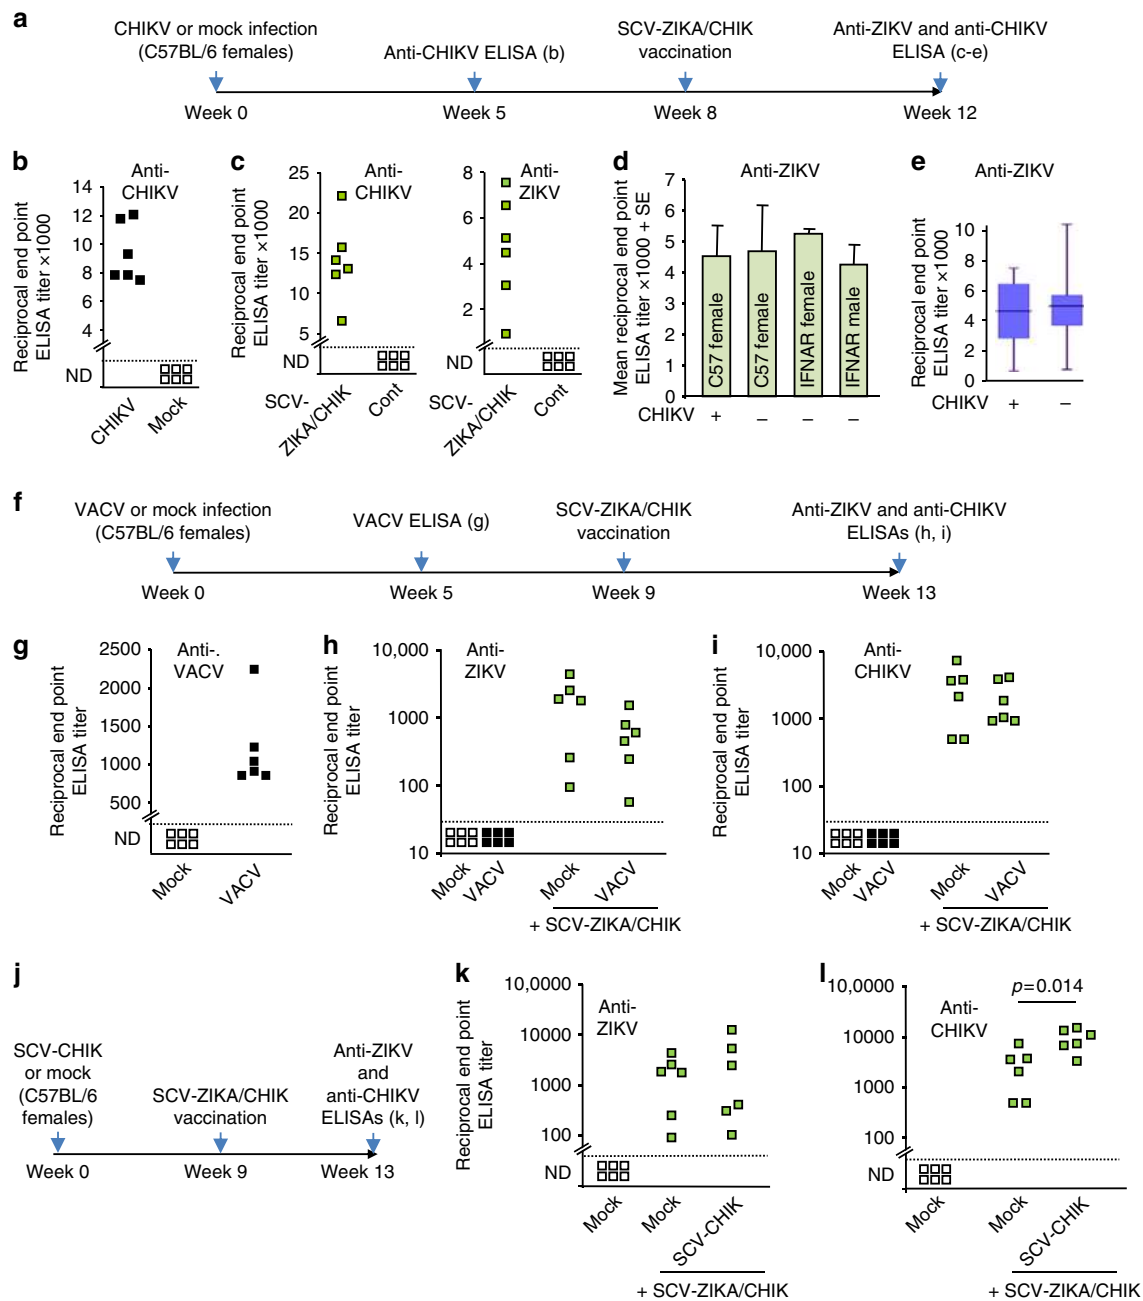 a
CHIKV or mock infection
(C57BL/6 females)
Anti-CHIKV ELISA (b)
SCV-ZIKA/CHIK
vaccination
Anti-ZIKV and anti-CHIKV
ELISA (c-e)
Week 0
Week 5
Week 8
Week 12
b
Anti-
CHIKV
Reciprocal end point
ELISA titer ×1000
14
12
10
8
6
4
ND
CHIKV
Mock
c
Anti-
CHIKV
Reciprocal end point
ELISA titer ×1000
25
20
15
10
5
ND
SCV-
ZIKA/CHIK
Cont
Anti-
ZIKV
8
6
4
2
SCV-
ZIKA/CHIK
Cont
d
Anti-ZIKV
Mean reciprocal end point
ELISA titer ×1000 + SE
7
6
5
4
3
2
1
0
C57 female
C57 female
IFNAR female
IFNAR male
CHIKV + – – –
e
Anti-ZIKV
Reciprocal end point
ELISA titer ×1000
10
8
6
4
2
0
CHIKV + –
f
VACV or mock infection
(C57BL/6 females)
VACV ELISA (g)
SCV-ZIKA/CHIK
vaccination
Anti-ZIKV and anti-CHIKV
ELISAs (h, i)
Week 0
Week 5
Week 9
Week 13
g
Anti-.
VACV
Reciprocal end point
ELISA titer
2500
2000
1500
1000
500
ND
Mock
VACV
h
Anti-
ZIKV
Reciprocal end point
ELISA titer
10,000
1000
100
10
Mock
VACV
Mock
VACV
+ SCV-ZIKA/CHIK
i
Anti-
CHIKV
Reciprocal end point
ELISA titer
10,000
1000
100
10
Mock
VACV
Mock
VACV
+ SCV-ZIKA/CHIK
j
SCV-CHIK
or mock
(C57BL/6
females)
SCV-ZIKA/CHIK
vaccination
Anti-ZIKV
and
anti-CHIKV
ELISAs (k, l)
Week 0
Week 9
Week 13
k
Anti-
ZIKV
Reciprocal end point
ELISA titer
10,0000
10000
1000
100
ND
Mock
Mock
SCV-CHIK
+ SCV-ZIKA/CHIK
l
p=0.014
Anti-
CHIKV
Reciprocal end point
ELISA titer
10,0000
10000
1000
100
ND
Mock
Mock
SCV-CHIK
+ SCV-ZIKA/CHIK